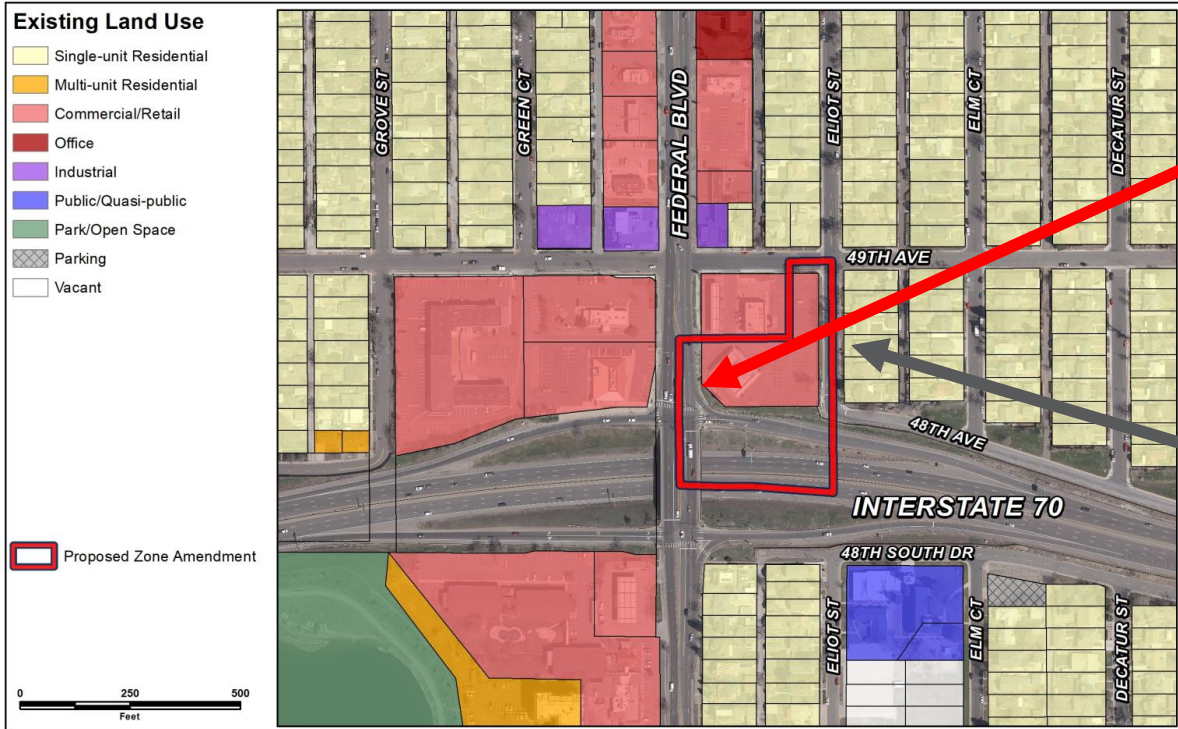 Existing Land Use
Single-unit Residential
Multi-unit Residential
Commercial/Retail
Office
Industrial
Public/Quasi-public
Park/Open Space
Parking
Vacant
Proposed Zone Amendment
0 250 500
Feet
GROVE ST
GREEN CT
FEDERAL BLVD
ELIOT ST
ELM CT
DECATUR ST
49TH AVE
48TH AVE
INTERSTATE 70
48TH SOUTH DR
ELIOT ST
ELM CT
DECATUR ST